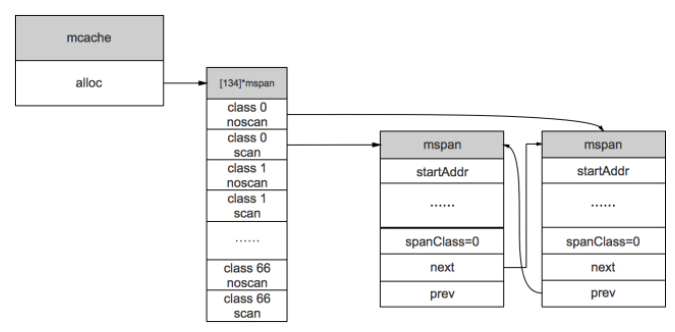 mcache
alloc
[134]*mspan
class 0
noscan
class 0
scan
class 1
noscan
class 1
scan
......
class 66
noscan
class 66
scan
mspan
startAddr
......
spanClass=0
next
prev
mspan
startAddr
......
spanClass=0
next
prev